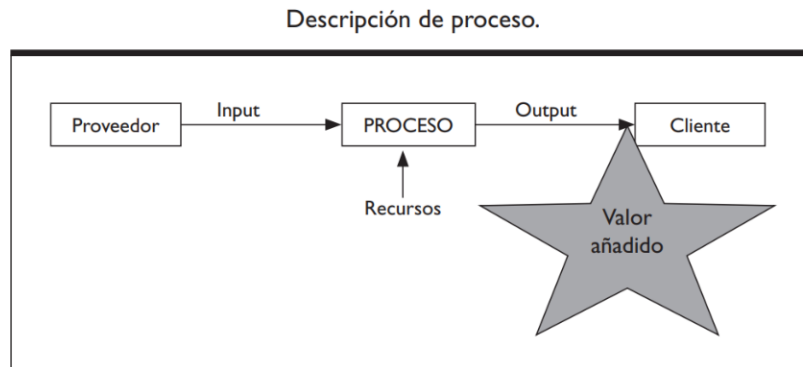 Descripción de proceso.
Proveedor
Input
PROCESO
Output
Cliente
Recursos
Valor
añadido